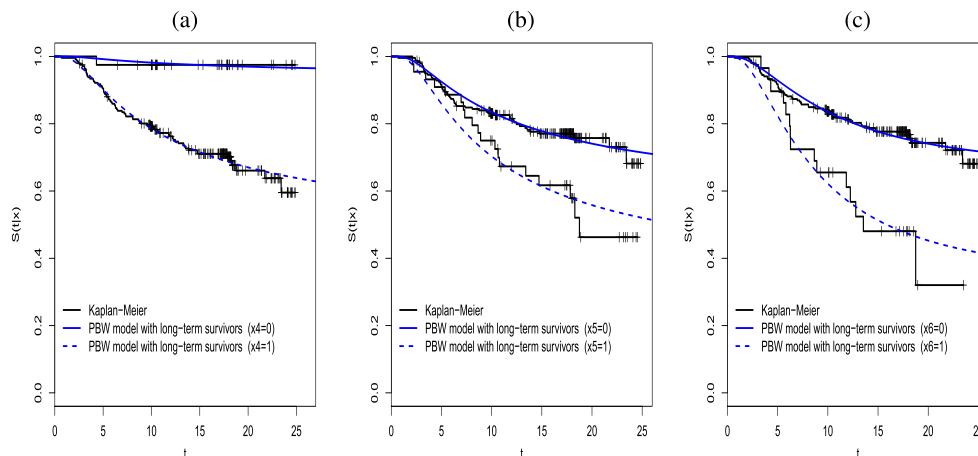 (a)
S(t|x)
1.0
0.8
0.6
0.4
0.2
0.0
Kaplan−Meier
PBW model with long−term survivors (x4=0)
PBW model with long−term survivors (x4=1)
0 5 10 15 20 25
t
(b)
S(t|x)
1.0
0.8
0.6
0.4
0.2
0.0
Kaplan−Meier
PBW model with long−term survivors (x5=0)
PBW model with long−term survivors (x5=1)
0 5 10 15 20 25
t
(c)
S(t|x)
1.0
0.8
0.6
0.4
0.2
0.0
Kaplan−Meier
PBW model with long−term survivors (x6=0)
PBW model with long−term survivors (x6=1)
0 5 10 15 20 25
t